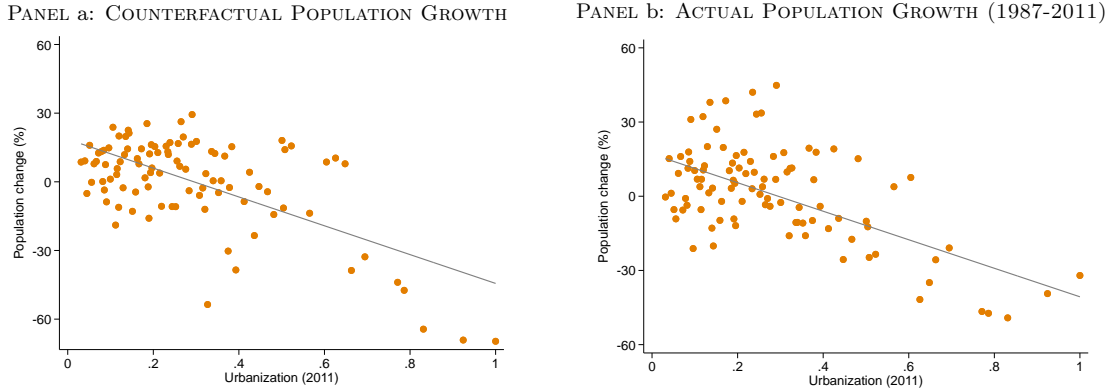 PANEL a: COUNTERFACTUAL POPULATION GROWTH
60
30
0
-30
-60
Population change (%)
0 .2 .4 .6 .8 1
Urbanization (2011)
PANEL b: ACTUAL POPULATION GROWTH (1987-2011)
60
30
0
-30
-60
Population change (%)
0 .2 .4 .6 .8 1
Urbanization (2011)